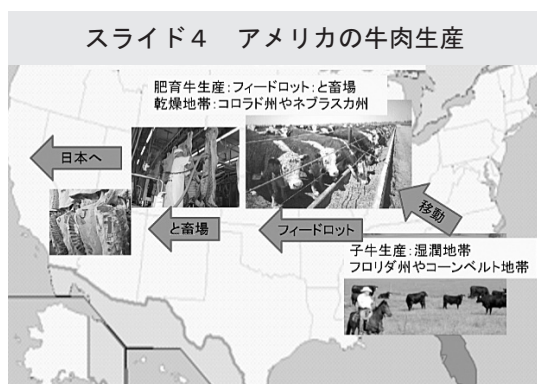 スライド４　アメリカの牛肉生産
肥育牛生産：フィードロット：と畜場
乾燥地帯：コロラド州やネブラスカ州
日本へ
と畜場
フィードロット
移動
子牛生産：湿潤地帯
フロリダ州やコーンベルト地帯